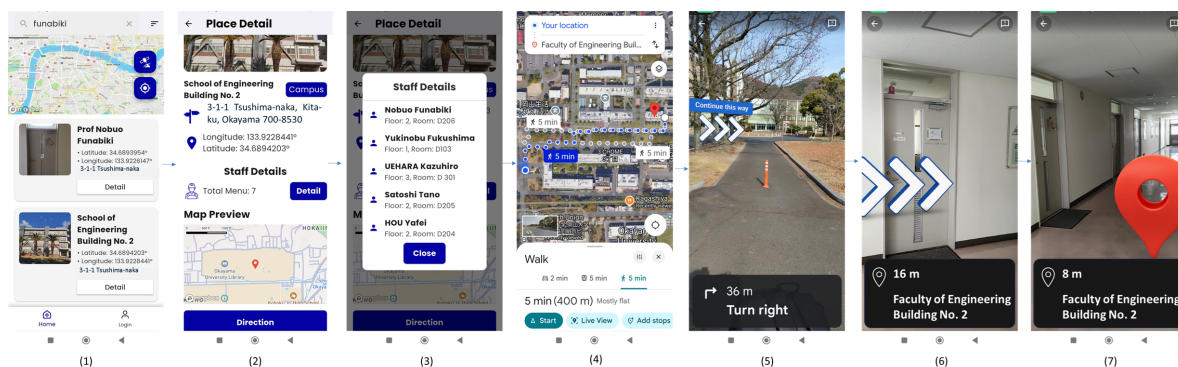 funabiki
Prof Nobuo
Funabiki
• Latitude: 34.6893954°
• Longitude: 133.9226147°
3-1-1 Tsushima-naka
Detail
School of
Engineering
Building No. 2
• Latitude: 34.6894203°
• Longitude: 133.9228441°
3-1-1 Tsushima-naka
Detail
Home
Login
(1)
Place Detail
School of Engineering
Building No. 2
Campus
3-1-1 Tsushima-naka, Kita-
ku, Okayama 700-8530
Longitude: 133.9228441°
Latitude: 34.6894203°
Staff Details
Total Menu: 7
Detail
Map Preview
Okayama
University Library
Direction
(2)
Place Detail
Staff Details
Nobuo Funabiki
Floor: 2, Room: D206
Yukinobu Fukushima
Floor: 1, Room: D103
UEHARA Kazuhiro
Floor: 3, Room: D 301
Satoshi Tano
Floor: 2, Room: D205
HOU Yafei
Floor: 2. Room: D204
Close
Direction
(3)
Your location
Faculty of Engineering Buil...
5 min
5 min
5 min
Walk
2 min
5 min
5 min
5 min (400 m) Mostly flat
Start
Live View
Add stops
(4)
Continue this way
36 m
Turn right
(5)
16 m
Faculty of Engineering
Building No. 2
(6)
8 m
Faculty of Engineering
Building No. 2
(7)